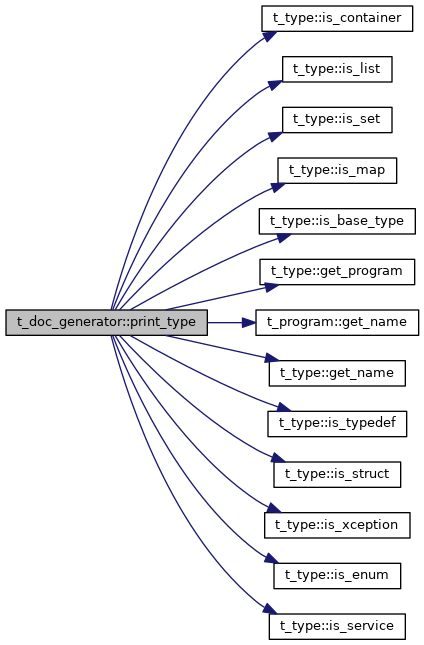 t_type::is_container
t_type::is_list
t_type::is_set
t_type::is_map
t_type::is_base_type
t_type::get_program
t_doc_generator::print_type
t_program::get_name
t_type::get_name
t_type::is_typedef
t_type::is_struct
t_type::is_xception
t_type::is_enum
t_type::is_service